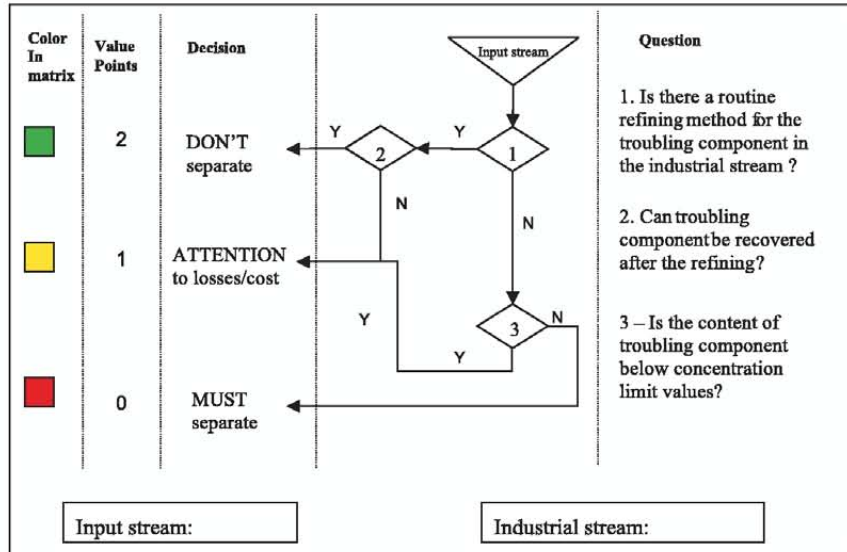 Color
In
matrix
Value
Points
Decision
Input stream
Question
2
DON'T
separate
Y
2
Y
1
N
N
1
ATTENTION
to losses/cost
Y
Y
3
N
0
MUST
separate
1. Is there a routine
refining method for the
troubling component in
the industrial stream ?
2. Can troubling
component be recovered
after the refining?
3 – Is the content of
troubling component
below concentration
limit values?
Input stream:
Industrial stream: